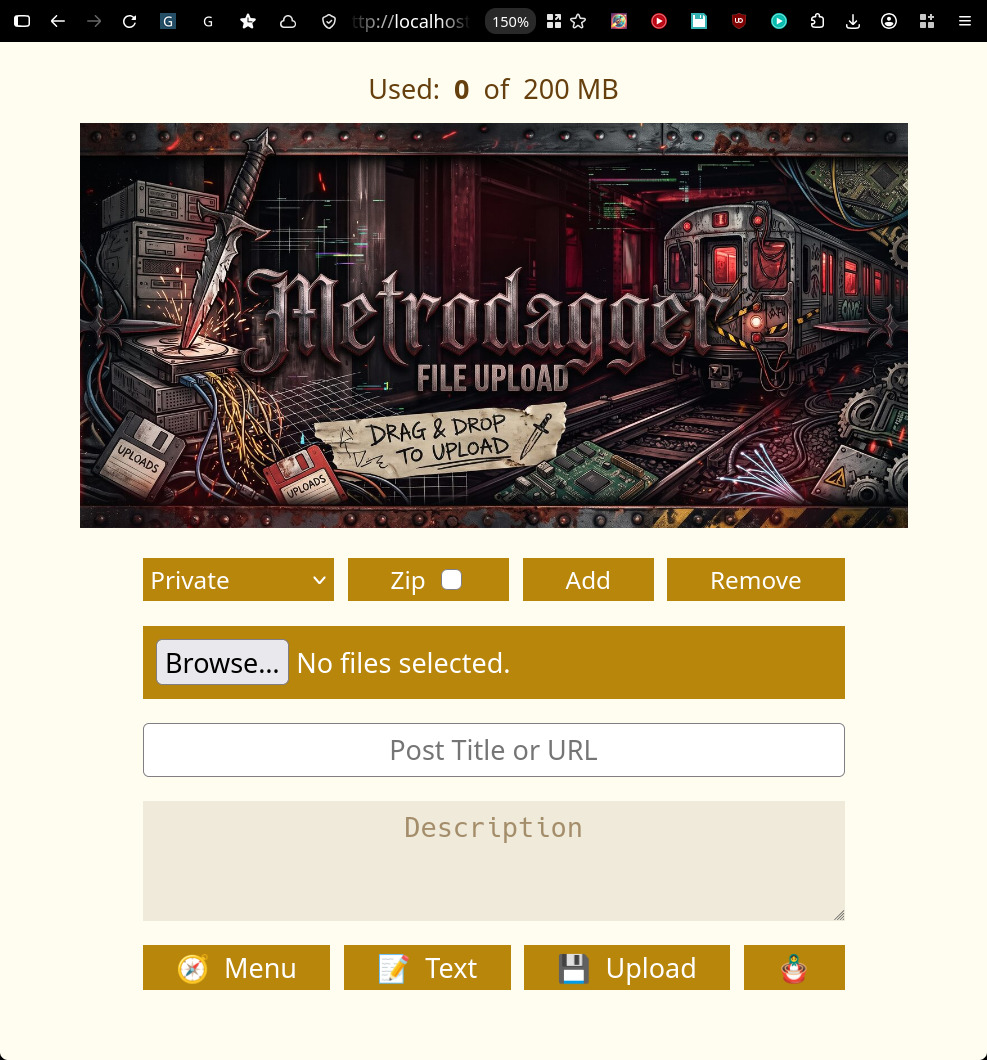 ttp://localhost
150%
Used: 0 of 200 MB
Metrodagger
FILE UPLOAD
DRAG & DROP
TO UPLOAD
UPLOADS
UPLOADS
Private
Zip
Add
Remove
Browse...
No files selected.
Post Title or URL
Description
Menu
Text
Upload